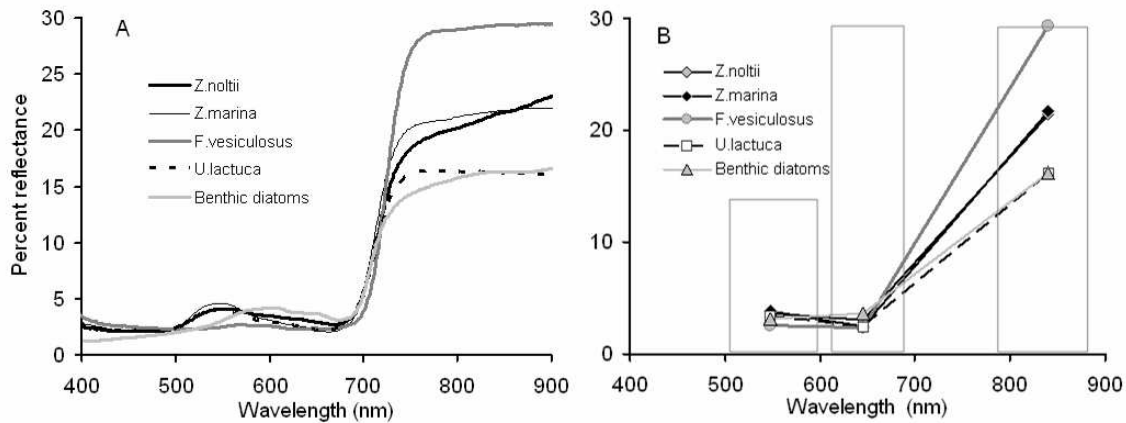 A
Percent reflectance
30
25
20
15
10
5
0
Z.noltii
Z.marina
F.vesiculosus
U.lactuca
Benthic diatoms
400 500 600 700 800 900
Wavelength (nm)
B
30
20
10
0
Z.noltii
Z.marina
F.vesiculosus
U.lactuca
Benthic diatoms
400 500 600 700 800 900
Wavelength (nm)